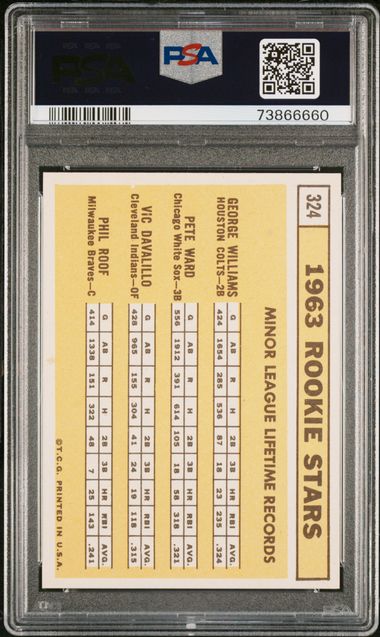 PSA
PSA
73866660
324
1963 ROOKIE STARS
MINOR LEAGUE LIFETIME RECORDS
GEORGE WILLIAMS
HOUSTON COLTS—2B
G AB R H 2B 3B HR RBI AVG.
424 1654 285 536 87 18 23 235 .324
PETE WARD
Chicago White Sox—3B
G AB R H 2B 3B HR RBI AVG.
556 1912 391 614 105 18 58 318 .321
ViC DAVALILLO
Cleveland Indians—OF
G AB R H 2B 3B HR RBI AVG.
428 965 155 304 41 24 19 118 .315
PHIL ROOF
Milwaukee Braves—C
G AB R H 2B 3B HR RBI AVG.
414 1338 151 322 48 7 25 143 .241
©T.C.G. PRINTED IN U.S.A.
PSA